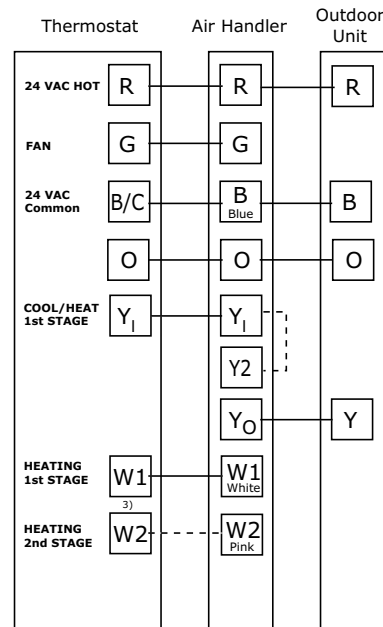 Thermostat Air Handler Outdoor
Unit
24 VAC HOT R R R
FAN G G
24 VAC
Common B/C B B
Blue
O O O
COOL/HEAT
1st STAGE YI YI
Y2
YO Y
HEATING
1st STAGE W1 W1
White
3)
HEATING
2nd STAGE W2 W2
Pink